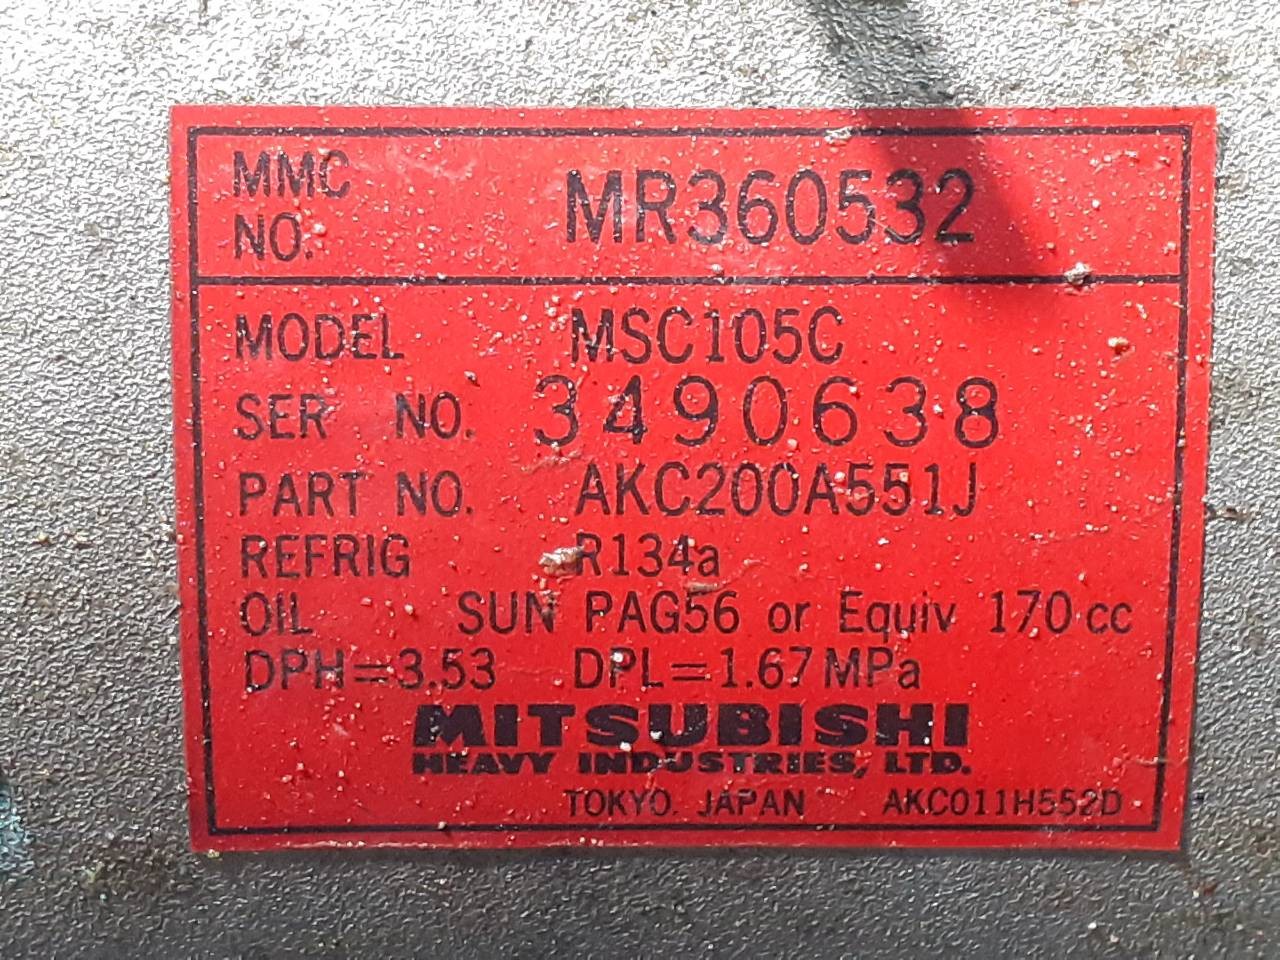 MMC NO. MR360532
MODEL MSC105C
SER NO. 3490638
PART NO. AKC200A551J
REFRIG R134a
OIL SUN PAG56 or Equiv 170 cc
DPH=3.53 DPL=1.67 MPa
MITSUBISHI
HEAVY INDUSTRIES, LTD.
TOKYO. JAPAN AKC011H552D